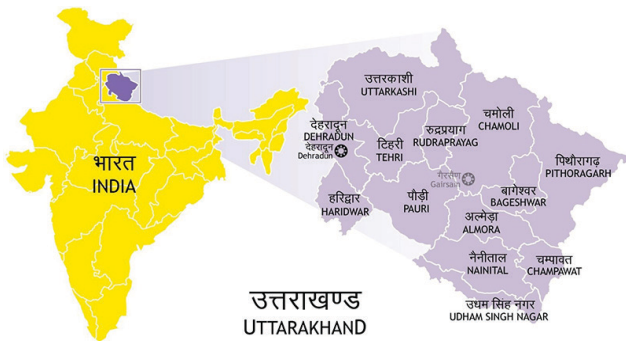 भारत
INDIA
उत्तराखण्ड
UTTARAKHAND
उत्तरकाशी
UTTARKASHI
देहरादून
DEHRADUN
देहरादून
Dehradun
टिहरी
TEHRI
रुद्रप्रयाग
RUDRAPRAYAG
चमोली
CHAMOLI
पिथौरागढ़
PITHORAGARH
हरिद्वार
HARIDWAR
पौड़ी
PAURI
गैरसैण
Gairsain
बागेश्वर
BAGESHWAR
अल्मेड़ा
ALMORA
नैनीताल
NAINITAL
चम्पावत
CHAMPAWAT
उधम सिंह नगर
UDHAM SINGH NAGAR